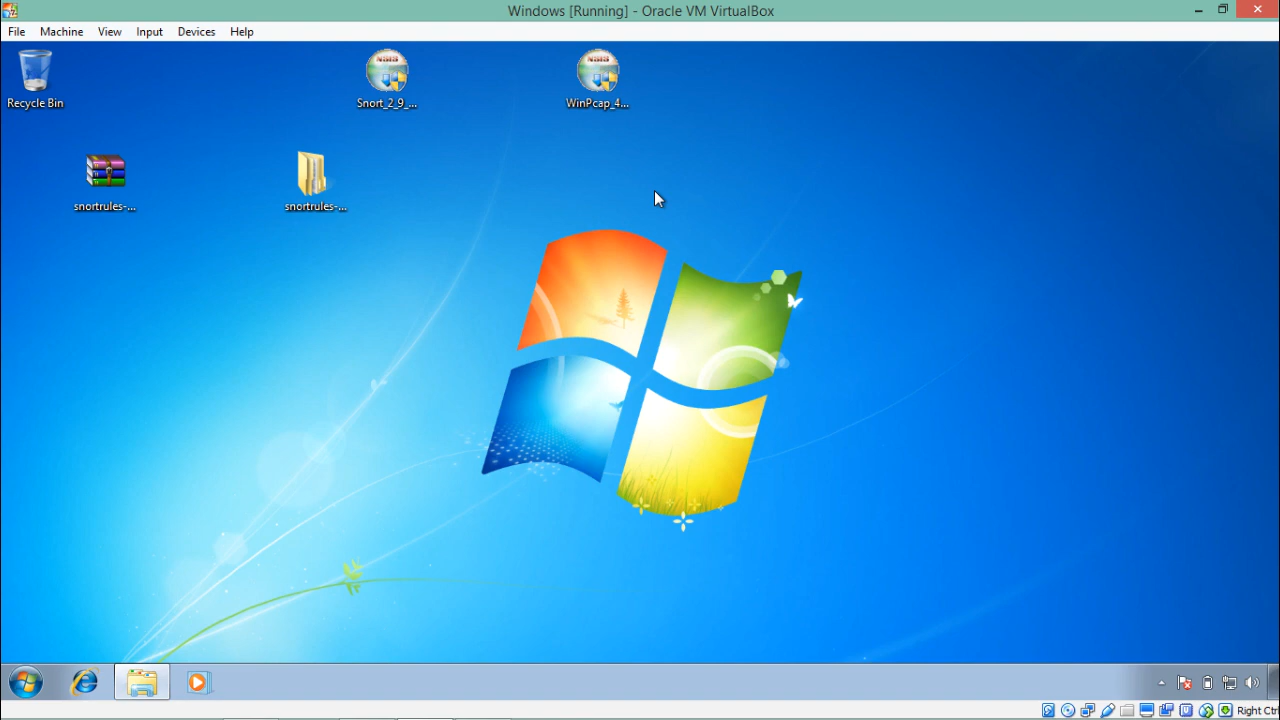 Windows [Running] - Oracle VM VirtualBox
File Machine View Input Devices Help
Recycle Bin
Snort_2_9_...
WinPcap_4...
snortrules-...
snortrules-...
Right Ctrl